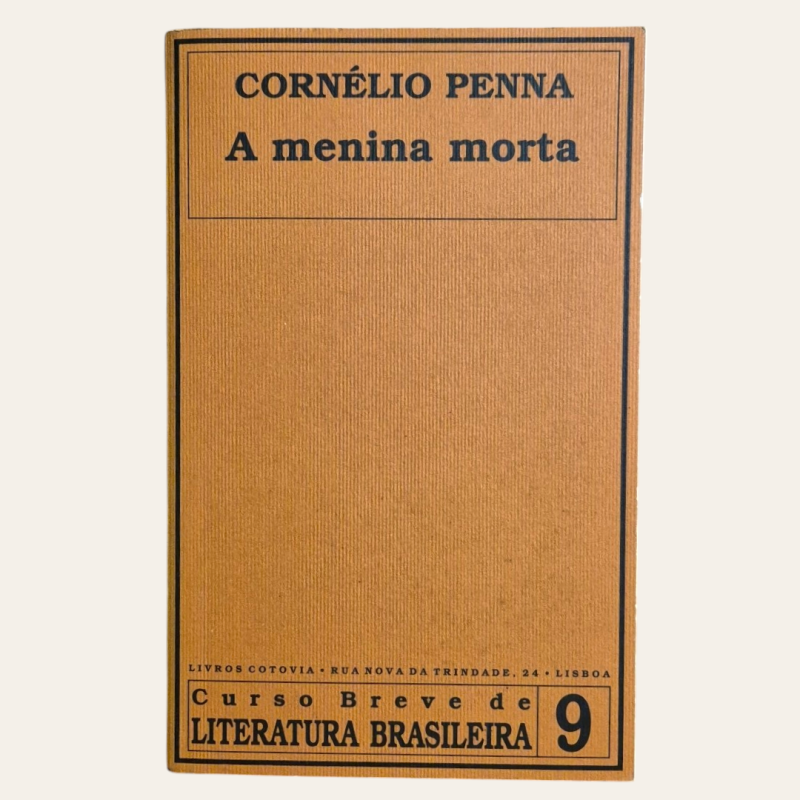 CORNÉLIO PENNA
A menina morta
LIVROS COTOVIA • RUA NOVA DA TRINDADE, 24 • LISBOA
Curso Breve de
LITERATURA BRASILEIRA
9